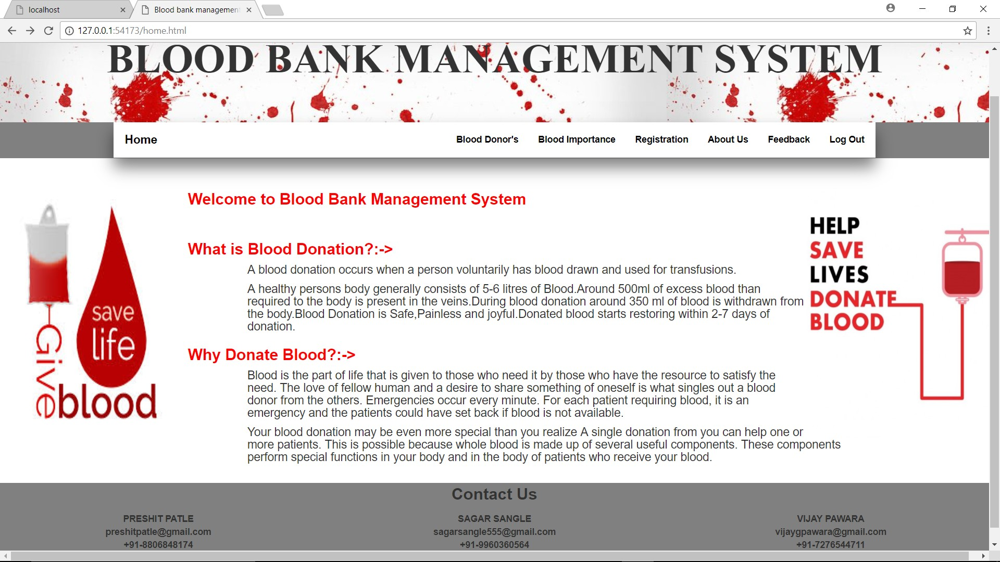 localhost
Blood bank management
127.0.0.1:54173/home.html
BLOOD BANK MANAGEMENT SYSTEM
Home
Blood Donor's
Blood Importance
Registration
About Us
Feedback
Log Out
Welcome to Blood Bank Management System
save
life
Give
blood
What is Blood Donation?:->
A blood donation occurs when a person voluntarily has blood drawn and used for transfusions.
A healthy persons body generally consists of 5-6 litres of Blood.Around 500ml of excess blood than
required to the body is present in the veins.During blood donation around 350 ml of blood is withdrawn from
the body.Blood Donation is Safe,Painless and joyful.Donated blood starts restoring within 2-7 days of
donation.
HELP
SAVE
LIVES
DONATE
BLOOD
Why Donate Blood?:->
Blood is the part of life that is given to those who need it by those who have the resource to satisfy the
need. The love of fellow human and a desire to share something of oneself is what singles out a blood
donor from the others. Emergencies occur every minute. For each patient requiring blood, it is an
emergency and the patients could have set back if blood is not available.
Your blood donation may be even more special than you realize A single donation from you can help one or
more patients. This is possible because whole blood is made up of several useful components. These components
perform special functions in your body and in the body of patients who receive your blood.
Contact Us
PRESHIT PATLE
preshitpatle@gmail.com
+91-8806848174
SAGAR SANGLE
sagarsangle555@gmail.com
+91-9960360564
VIJAY PAWARA
vijaygpawara@gmail.com
+91-7276544711